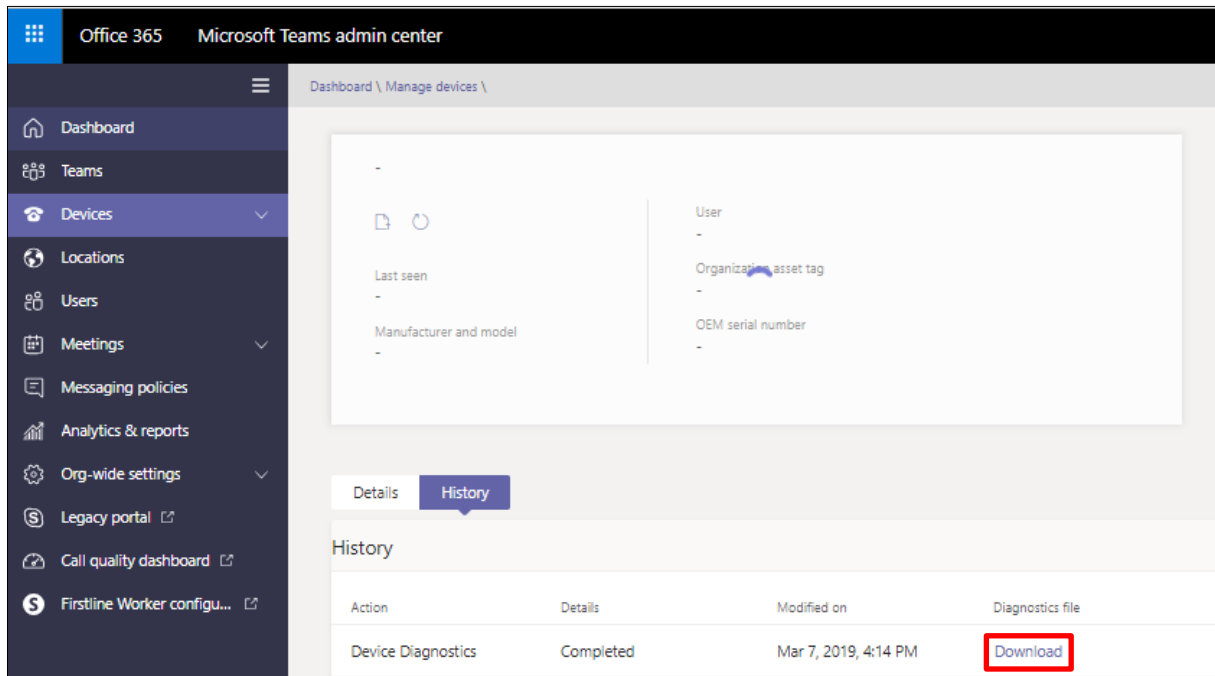 Office 365 Microsoft Teams admin center
Dashboard \ Manage devices \
Dashboard
Teams
Devices
Locations
Users
Meetings
Messaging policies
Analytics & reports
Org-wide settings
Legacy portal
Call quality dashboard
Firstline Worker configu...
-
Last seen
-
Manufacturer and model
-
User
-
Organization asset tag
-
OEM serial number
-
Details History
History
Action Details Modified on Diagnostics file
Device Diagnostics Completed Mar 7, 2019, 4:14 PM Download